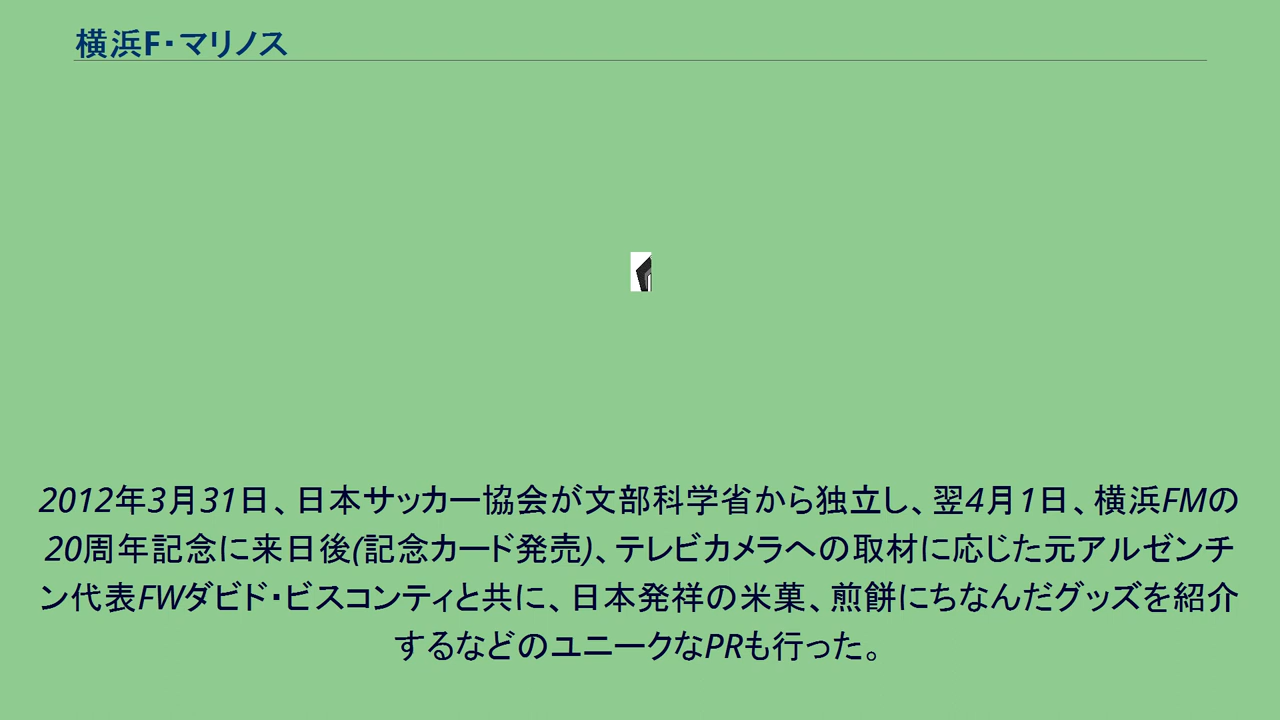 横浜F・マリノス
2012年3月31日、日本サッカー協会が文部科学省から独立し、翌4月1日、横浜FMの
20周年記念に来日後(記念カード発売)、テレビカメラへの取材に応じた元アルゼンチ
ン代表FWダビド・ビスコンティと共に、日本発祥の米菓、煎餅にちなんだグッズを紹介
するなどのユニークなPRも行った。